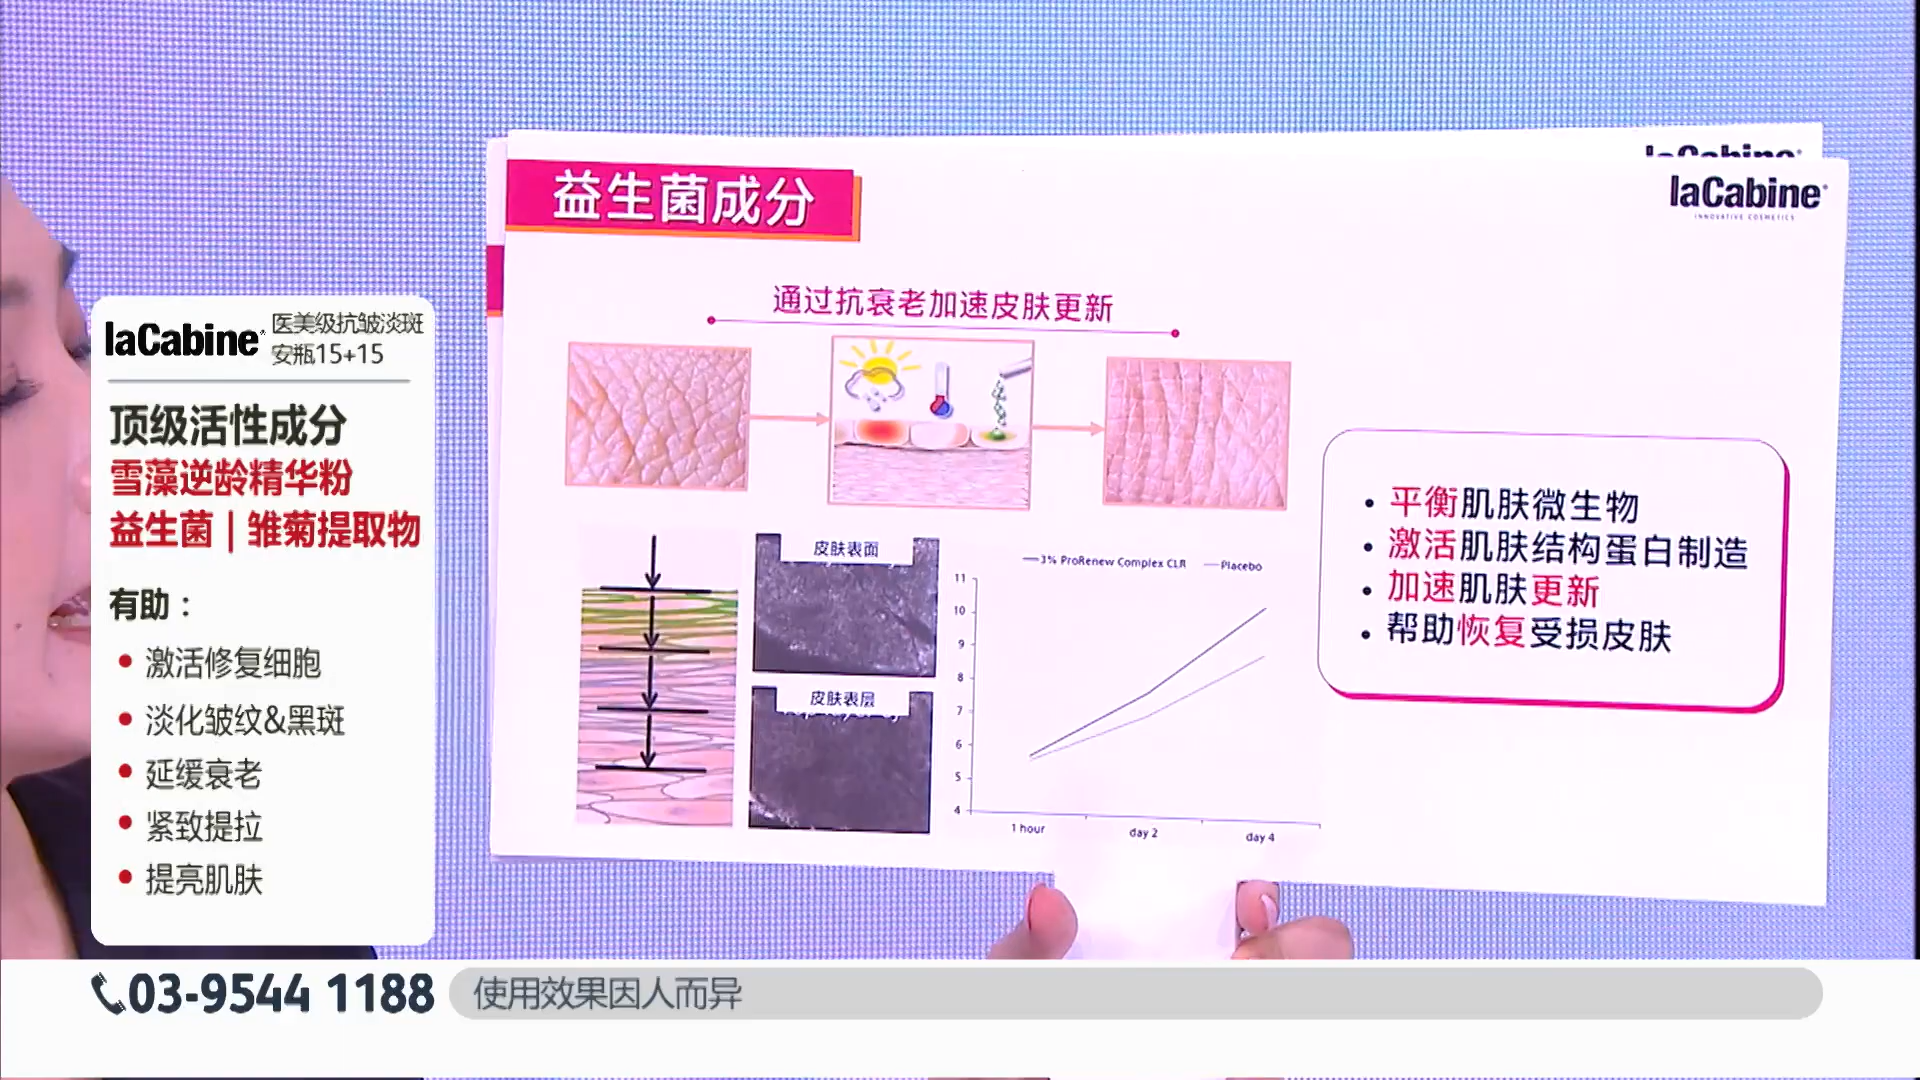 laCabine
laCabine
INNOVATIVE COSMETICS
益生菌成分
通过抗衰老加速皮肤更新
皮肤表面
皮肤表层
3% ProRenew Complex CLR
Placebo
11
10
9
8
7
6
5
4
1 hour
day 2
day 4
• 平衡肌肤微生物
• 激活肌肤结构蛋白制造
• 加速肌肤更新
• 帮助恢复受损皮肤
laCabine
医美级抗皱淡斑
安瓶15+15
顶级活性成分
雪藻逆龄精华粉
益生菌 | 雏菊提取物
有助：
• 激活修复细胞
• 淡化皱纹&黑斑
• 延缓衰老
• 紧致提拉
• 提亮肌肤
03-9544 1188
使用效果因人而异